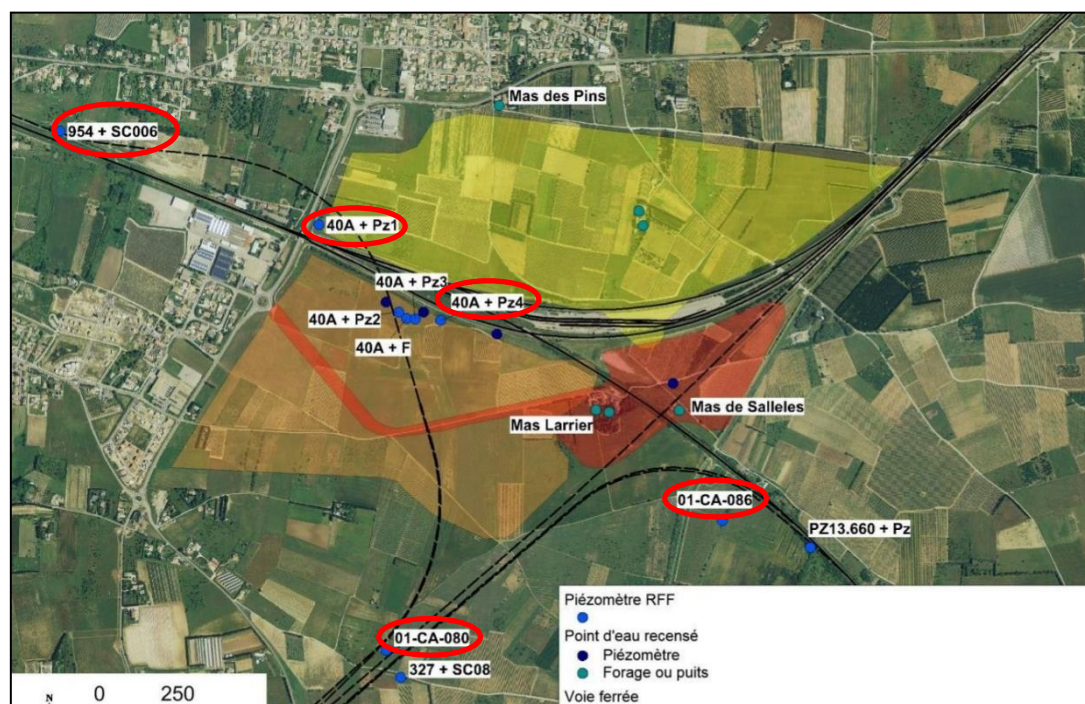 Mas des Pins
954 + SC006
40A + Pz1
40A + Pz3
40A + Pz4
40A + Pz2
40A + F
Mas Larrier
Mas de Salleles
01-CA-086
PZ13.660 + Pz
01-CA-080
327 + SC08
Piézomètre RFF
Point d'eau recensé
Piézomètre
Forage ou puits
Voie ferrée
N
0 250